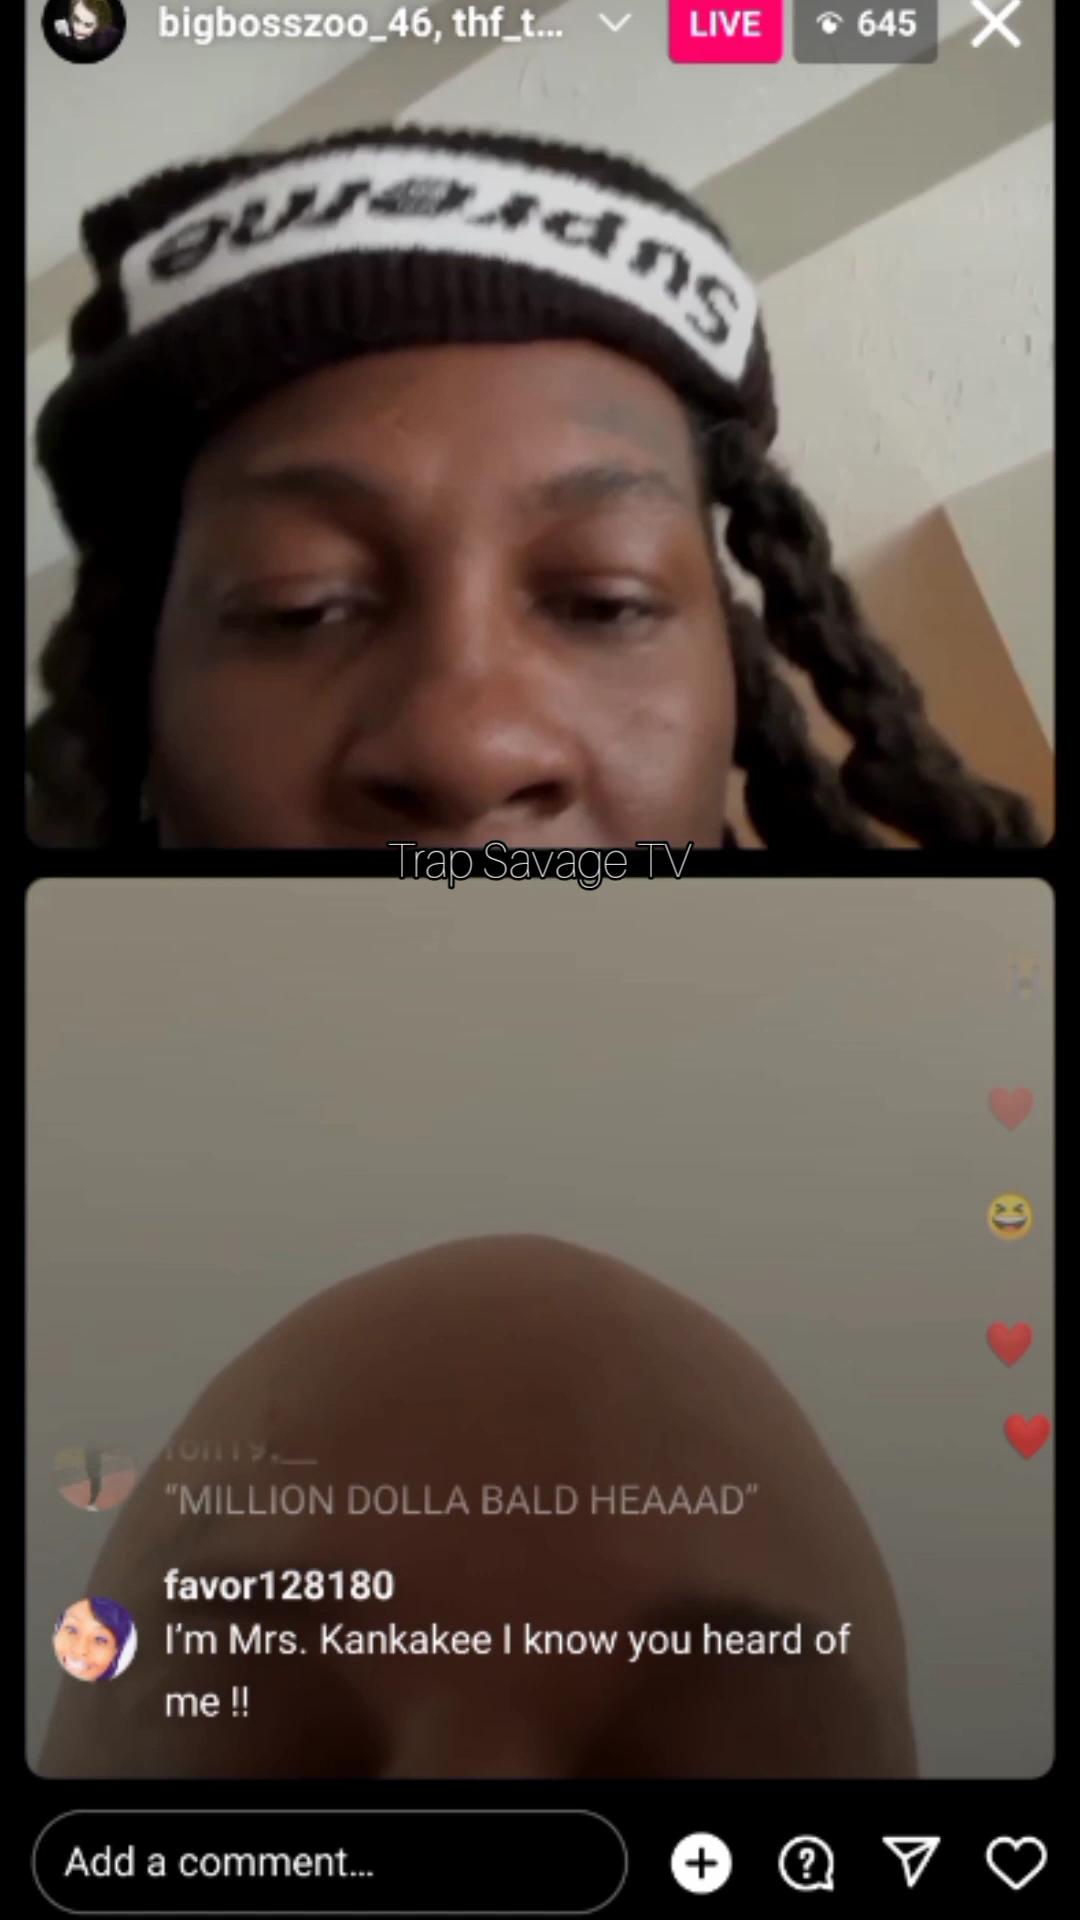 bigbosszoo_46, thf_t...
LIVE
645
Supreme
Trap Savage TV
“MILLION DOLLA BALD HEAAAD”
favor128180
I’m Mrs. Kankakee I know you heard of
me !!
Add a comment...